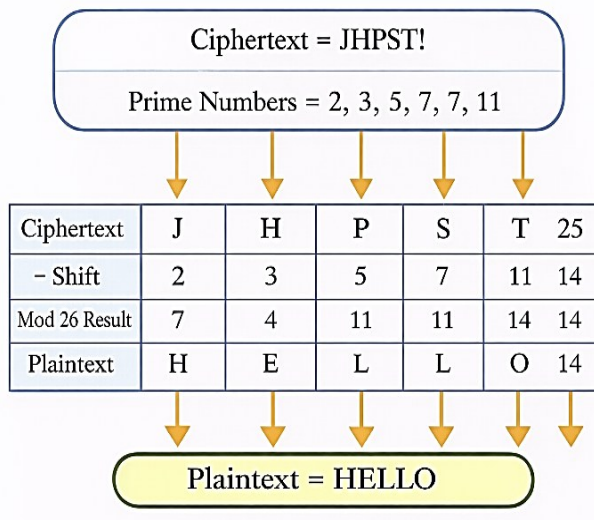 Ciphertext = JHPST!
Prime Numbers = 2, 3, 5, 7, 7, 11
Ciphertext J H P S T 25
− Shift 2 3 5 7 11 14
Mod 26 Result 7 4 11 11 14 14
Plaintext H E L L O 14
Plaintext = HELLO